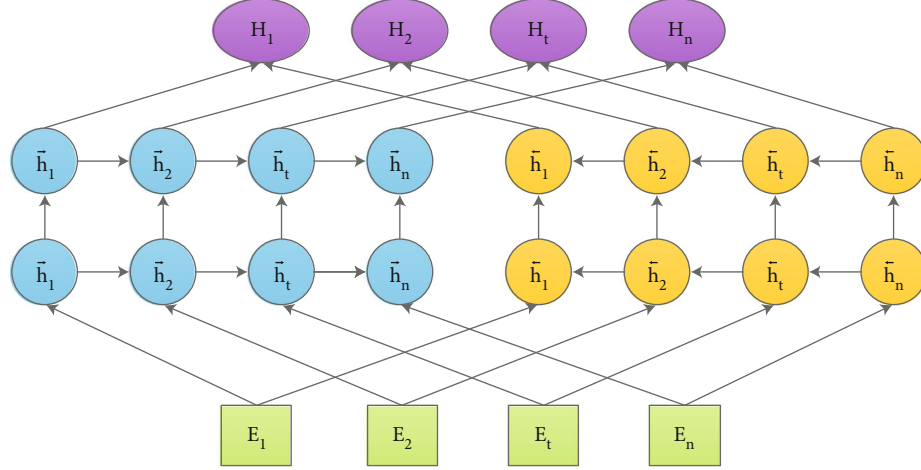 H₁ H₂ Hₜ Hₙ
h⃗₁ h⃗₂ h⃗ₜ h⃗ₙ h⃖₁ h⃖₂ h⃖ₜ h⃖ₙ
h⃗₁ h⃗₂ h⃗ₜ h⃗ₙ h⃖₁ h⃖₂ h⃖ₜ h⃖ₙ
E₁ E₂ Eₜ Eₙ